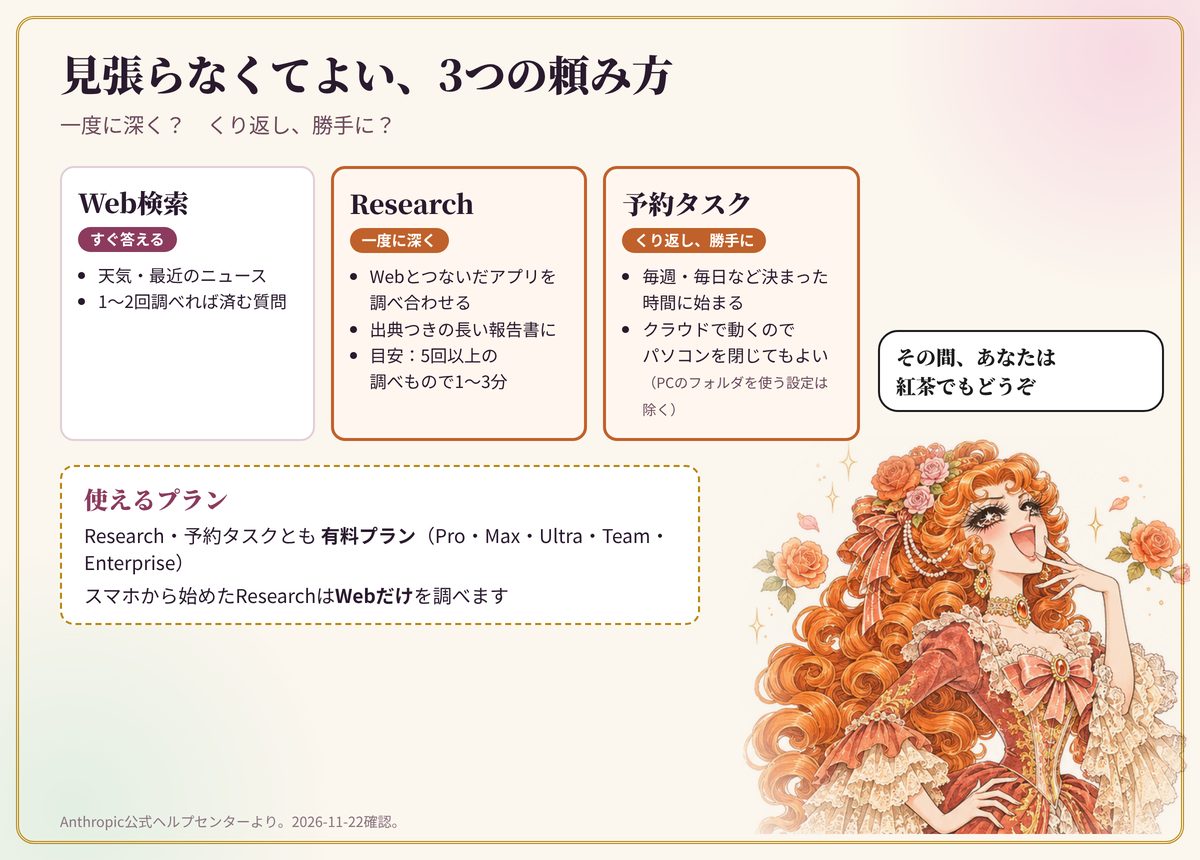 見張らなくてよい、3つの頼み方
一度に深く？　くり返し、勝手に？
Web検索
すぐ答える
• 天気・最近のニュース
• 1〜2回調べれば済む質問
Research
一度に深く
• Webとつないだアプリを
調べ合わせる
• 出典つきの長い報告書に
• 目安：5回以上の
調べもので1〜3分
予約タスク
くり返し、勝手に
• 毎週・毎日など決まった
時間に始まる
• クラウドで動くので
パソコンを閉じてもよい
（PCのフォルダを使う設定は
除く）
その間、あなたは
紅茶でもどうぞ
使えるプラン
Research・予約タスクとも 有料プラン（Pro・Max・Ultra・Team・
Enterprise）
スマホから始めたResearchはWebだけを調べます
Anthropic公式ヘルプセンターより。2026-11-22確認。